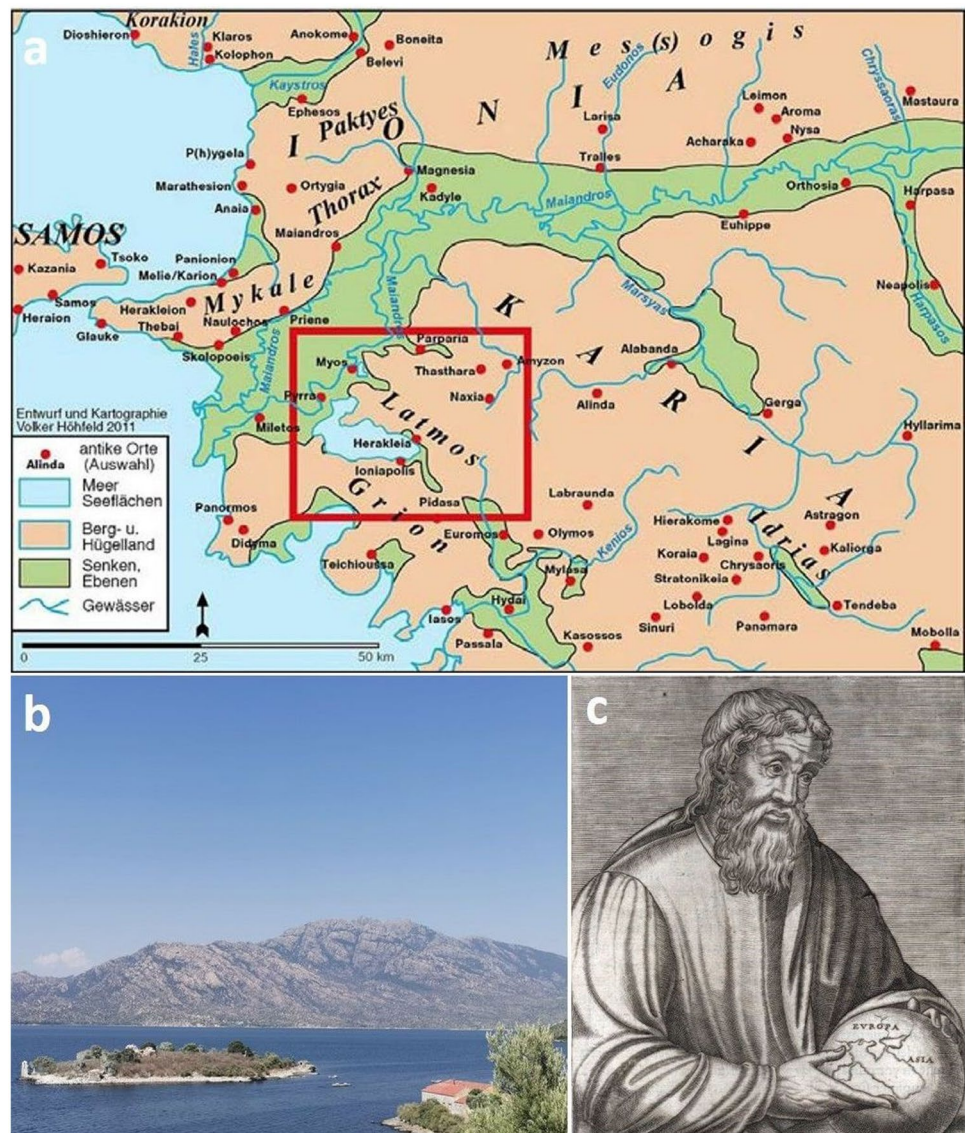 a
Korakion
Dioshieron
Hales
Klaros
Kolophon
Anokome
Boneita
Belevi
Kaystros
Ephesos
Mes(s)ogis
Eudonos
Chryssaoras
Paktyes
IONIA
Larisa
Leimon
Aroma
Mastaura
Acharaka
Nysa
P(h)ygela
Marathesion
Ortygia
Thorax
Magnesia
Kadyle
Tralles
Maiandros
Orthosia
Harpasa
Anaia
Maiandros
Euhippe
SAMOS
Tsoko
Kazania
Panionion
Melie/Karion
Mykale
Samos
Heraion
Herakleion
Glauke
Thebai
Naulochos
Priene
Skolopoeis
Maiandros
Maiandros
Marsyas
Neapolis
Harpasos
KARIA
Parparia
Myos
Thasthara
Amyzon
Alabanda
Pyrra
Naxia
Alinda
Gerga
Miletos
Latmos
Herakleia
Hyllarima
Ioniapolis
Grion
Pidasa
Labraunda
Panormos
Didyma
Euromos
Olymos
Kenios
Hierakome
Lagina
Idrias
Astragon
Kaliorga
Teichioussa
Mylasa
Koraia
Chrysaoris
Stratonikeia
Hydai
Lobolda
Tendeba
Iasos
Passala
Kasossos
Sinuri
Panamara
Mobolla
Entwurf und Kartographie
Volker Höhfeld 2011
Alinda
antike Orte
(Auswahl)
Meer
Seeflächen
Berg- u.
Hügelland
Senken,
Ebenen
Gewässer
0 25 50 km
b
c
EVROPA
ASIA